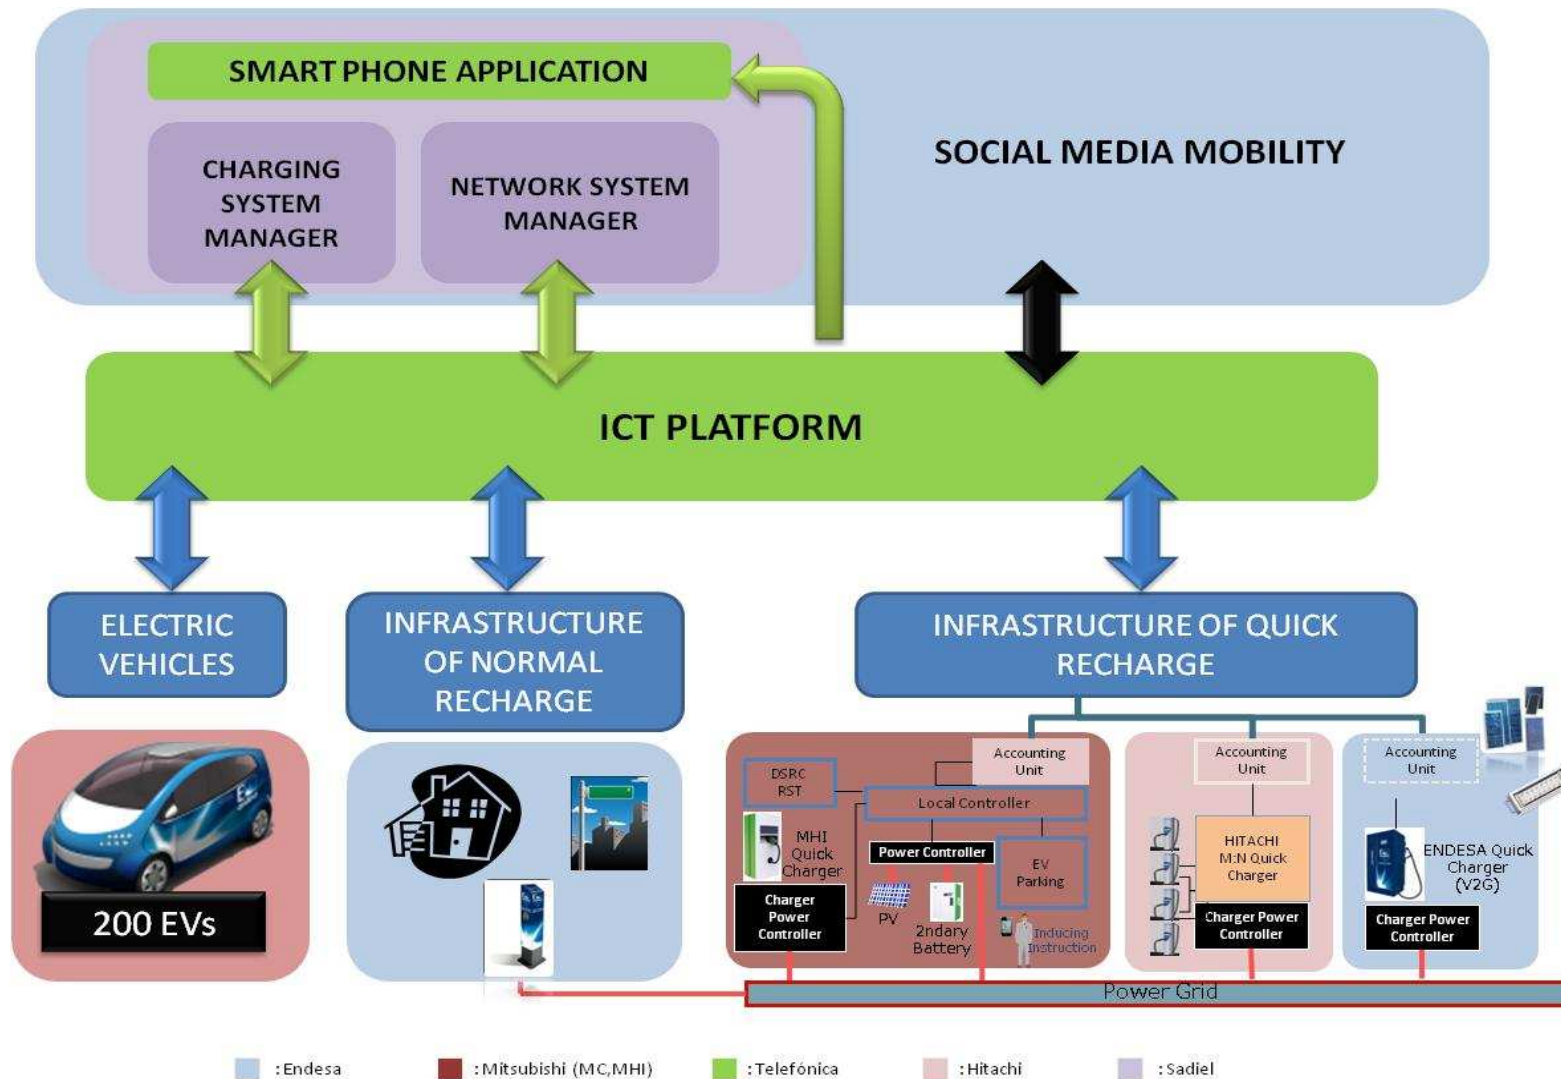 SMART PHONE APPLICATION
CHARGING
SYSTEM
MANAGER
NETWORK SYSTEM
MANAGER
SOCIAL MEDIA MOBILITY
ICT PLATFORM
ELECTRIC
VEHICLES
INFRASTRUCTURE
OF NORMAL
RECHARGE
INFRASTRUCTURE OF QUICK
RECHARGE
200 EVs
Accounting
Unit
DSRC
RST
Local Controller
MHI
Quick
Charger
Power Controller
EV
Parking
Charger
Power
Controller
PV
2ndary
Battery
Inducing
Instruction
Accounting
Unit
HITACHI
M:N Quick
Charger
Charger Power
Controller
Accounting
Unit
ENDESA Quick
Charger
(V2G)
Charger Power
Controller
Power Grid
: Endesa
: Mitsubishi (MC,MHI)
: Telefónica
: Hitachi
: Sadiel